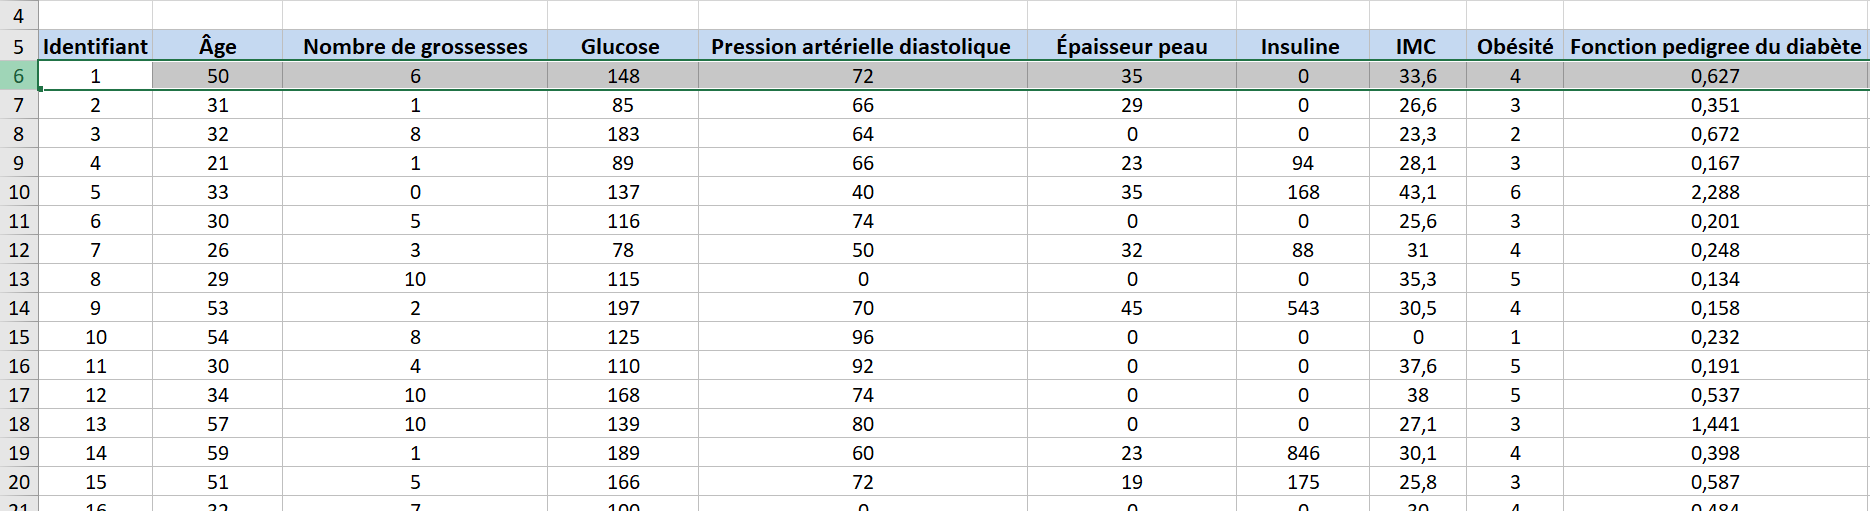 4
5 Identifiant Âge Nombre de grossesses Glucose Pression artérielle diastolique Épaisseur peau Insuline IMC Obésité Fonction pedigree du diabète
6 1 50 6 148 72 35 0 33,6 4 0,627
7 2 31 1 85 66 29 0 26,6 3 0,351
8 3 32 8 183 64 0 0 23,3 2 0,672
9 4 21 1 89 66 23 94 28,1 3 0,167
10 5 33 0 137 40 35 168 43,1 6 2,288
11 6 30 5 116 74 0 0 25,6 3 0,201
12 7 26 3 78 50 32 88 31 4 0,248
13 8 29 10 115 0 0 0 35,3 5 0,134
14 9 53 2 197 70 45 543 30,5 4 0,158
15 10 54 8 125 96 0 0 0 1 0,232
16 11 30 4 110 92 0 0 37,6 5 0,191
17 12 34 10 168 74 0 0 38 5 0,537
18 13 57 10 139 80 0 0 27,1 3 1,441
19 14 59 1 189 60 23 846 30,1 4 0,398
20 15 51 5 166 72 19 175 25,8 3 0,587
21 16 32 7 100 0 0 0 30 4 0,484